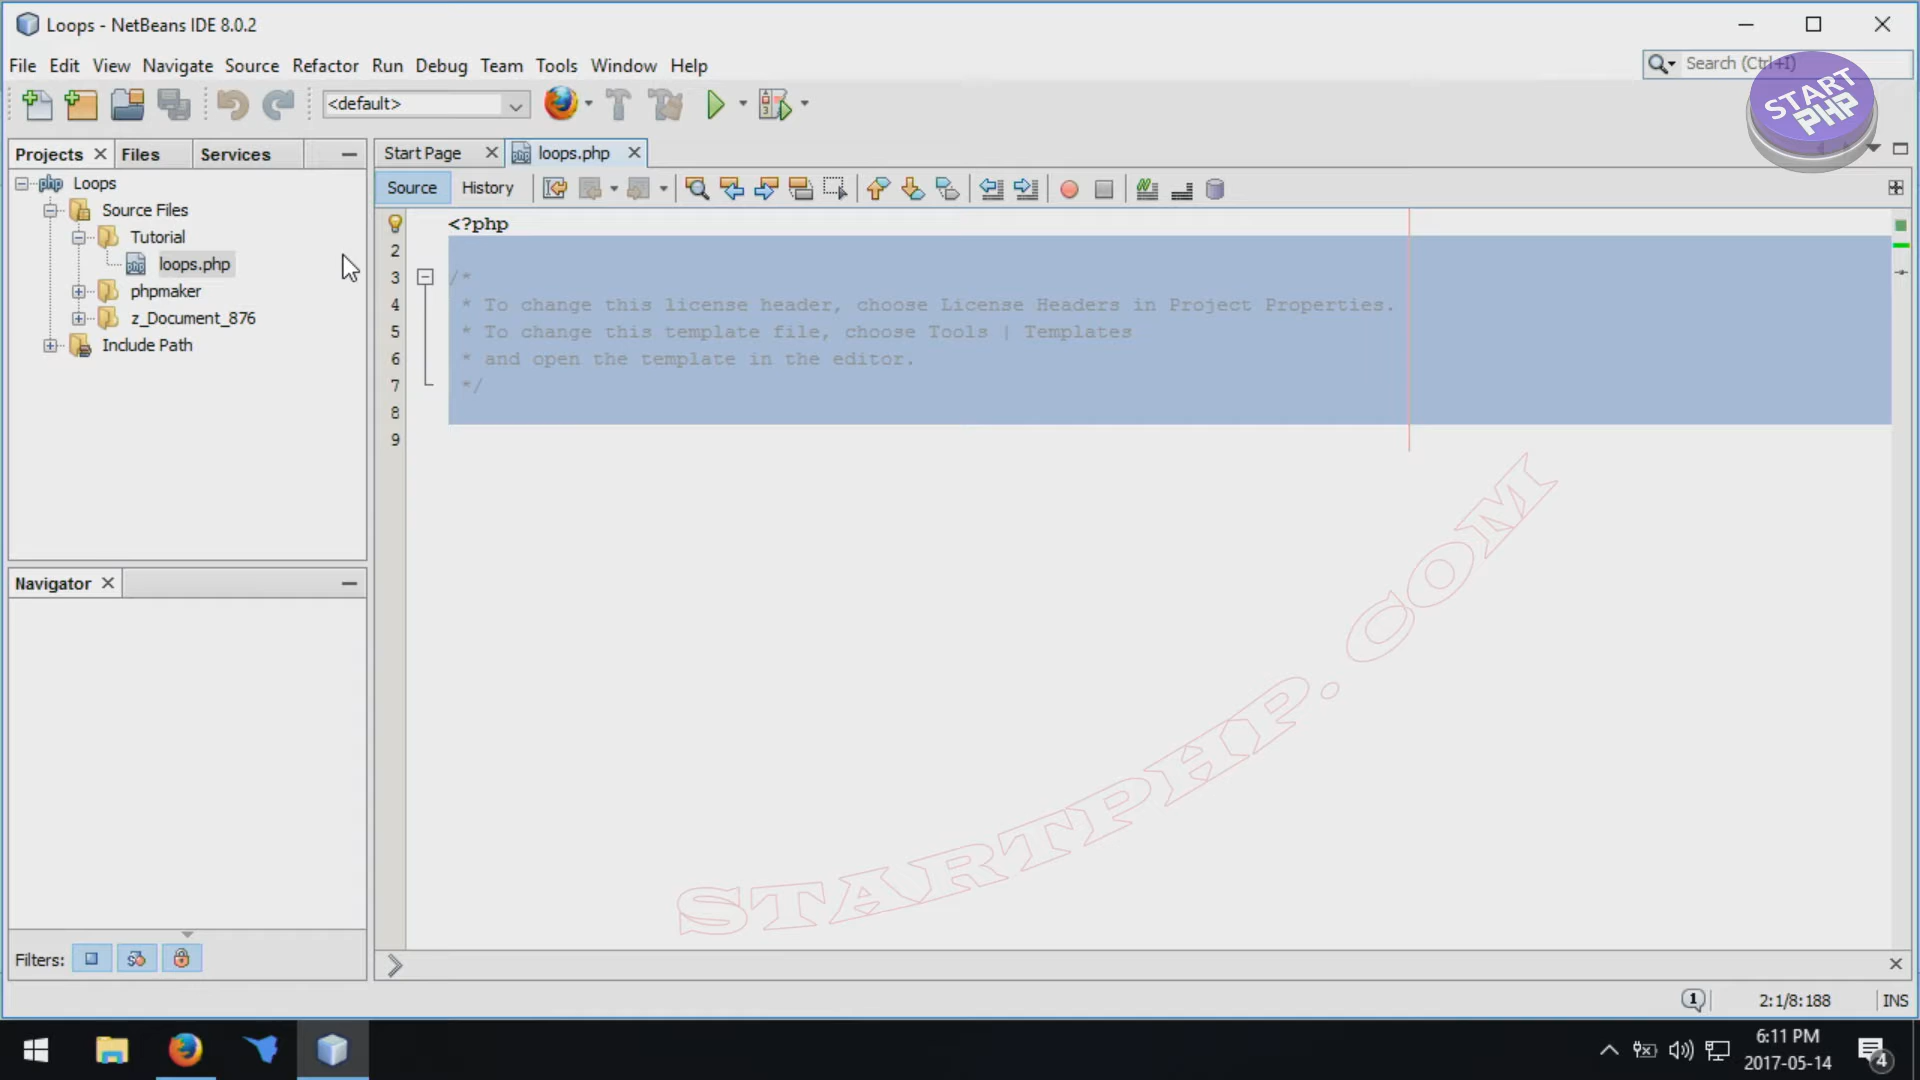 Loops - NetBeans IDE 8.0.2
File Edit View Navigate Source Refactor Run Debug Team Tools Window Help
Search (Ctrl+I)
START
PHP
<default>
Projects Files Services
Start Page loops.php
Source History
Loops
Source Files
Tutorial
loops.php
phpmaker
z_Document_876
Include Path
<?php
2
3 /*
4 * To change this license header, choose License Headers in Project Properties.
5 * To change this template file, choose Tools | Templates
6 * and open the template in the editor.
7 */
8
9
STARTPHP.COM
Navigator
Filters:
1
2:1/8:188
INS
6:11 PM
2017-05-14
4